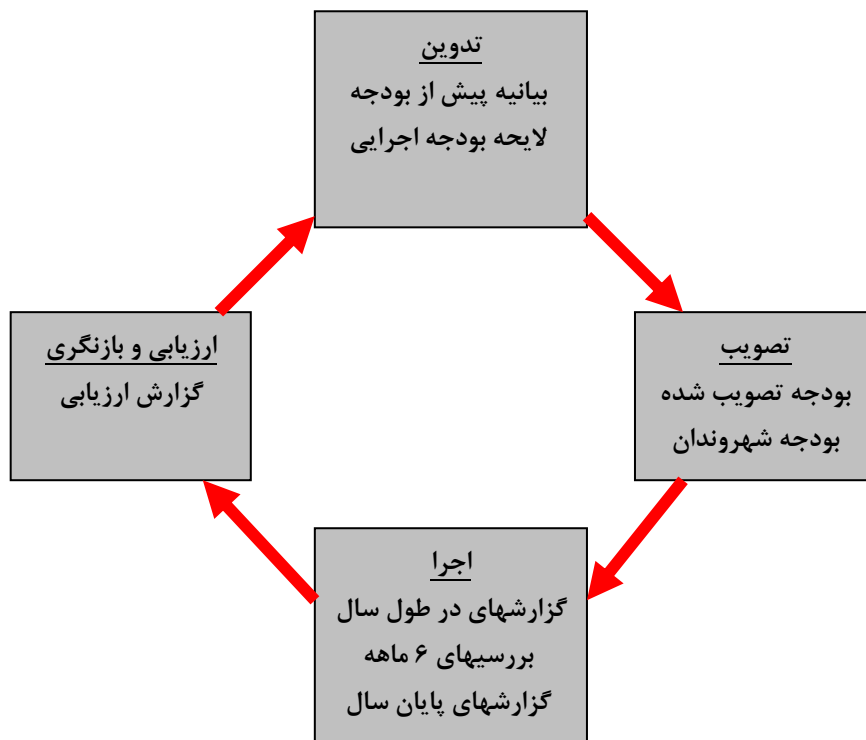 تدوین
بیانیه پیش از بودجه
لایحه بودجه اجرایی
تصویب
بودجه تصویب شده
بودجه شهروندان
اجرا
گزارشهای در طول سال
بررسیهای ۶ ماهه
گزارشهای پایان سال
ارزیابی و بازنگری
گزارش ارزیابی